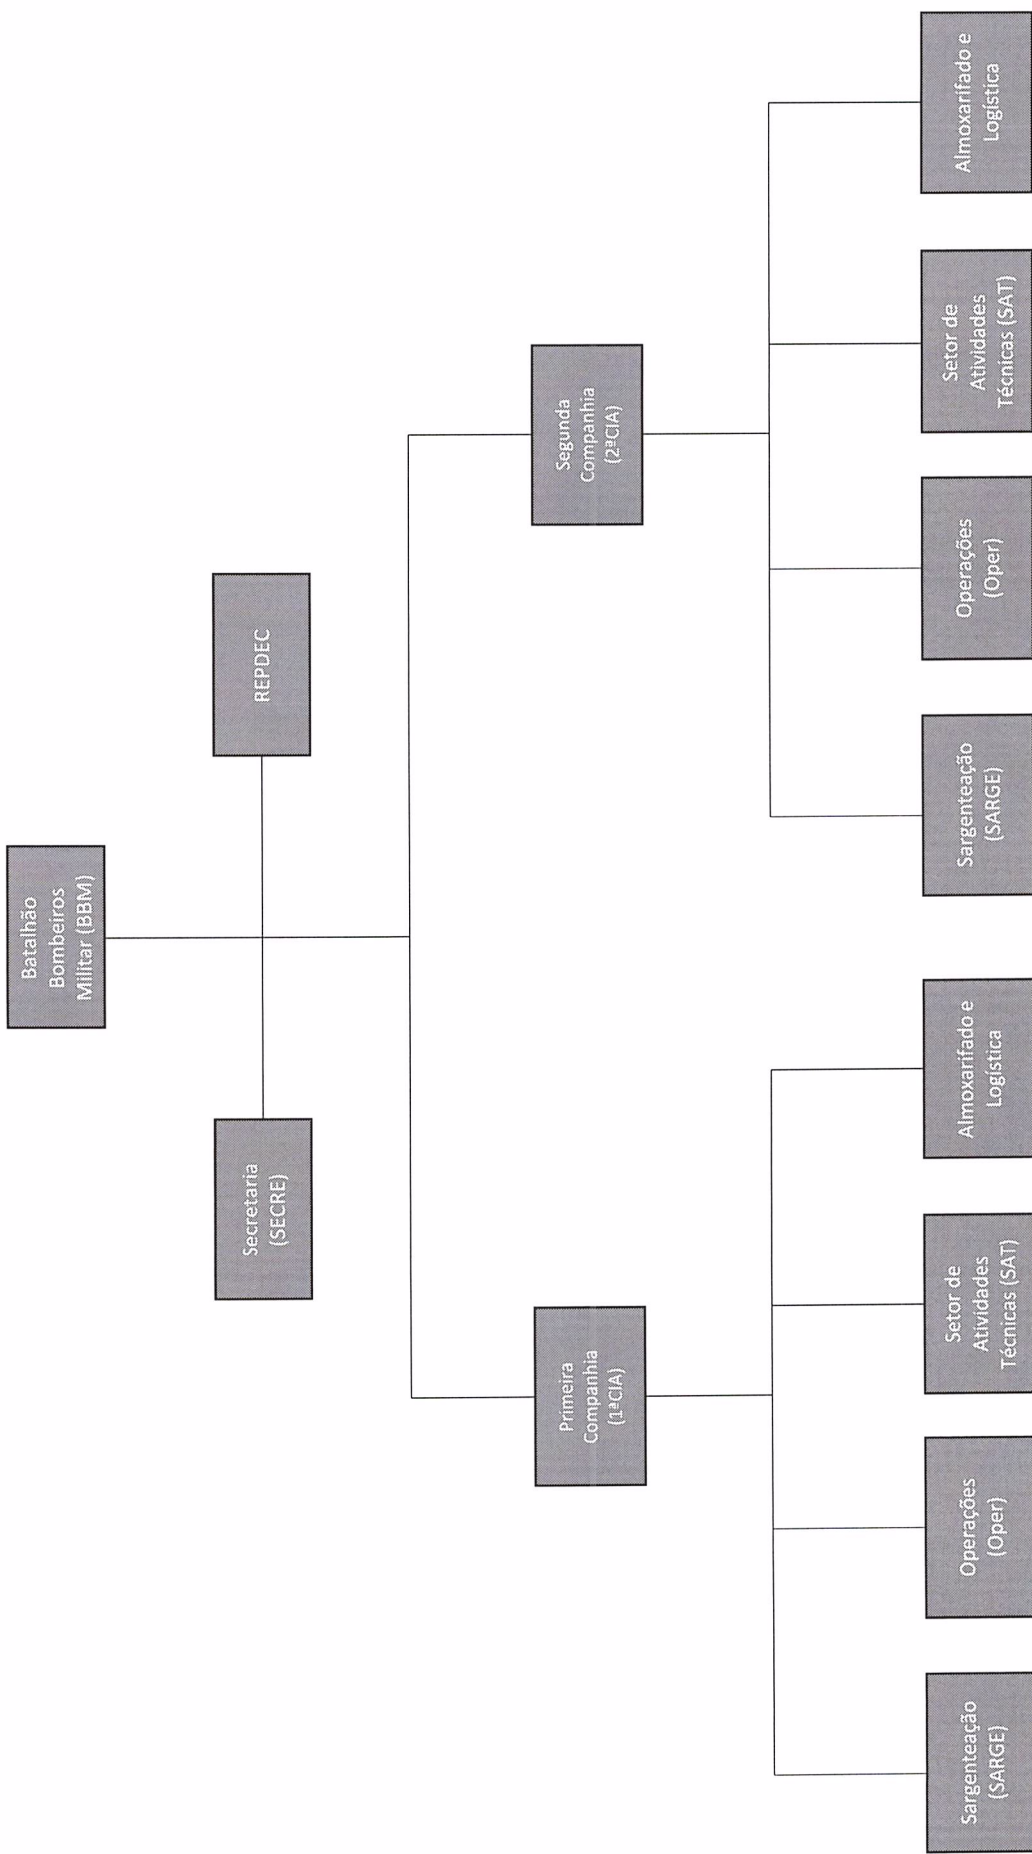 Batalhão
Bombeiros
Militar (BBM)
Secretaria
(SECRE)
REPDEC
Primeira
Companhia
(1ªCIA)
Segunda
Companhia
(2ªCIA)
Sargenteação
(SARGE)
Operações
(Oper)
Setor de
Atividades
Técnicas (SAT)
Almoxarifado e
Logística
Sargenteação
(SARGE)
Operações
(Oper)
Setor de
Atividades
Técnicas (SAT)
Almoxarifado e
Logística